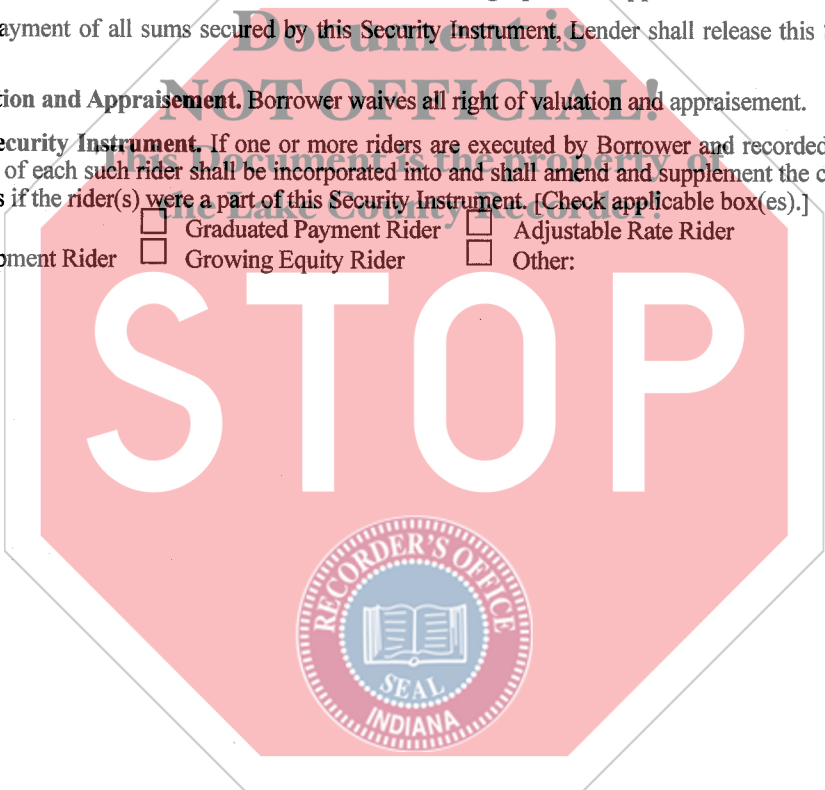 Document is
ayment of all sums secured by this Security Instrument, Lender shall release this
NOT OFFICIAL!
tion and Appraisement. Borrower waives all right of valuation and appraisement.
ecurity Instrument. If one or more riders are executed by Borrower and recorded
This Document is the property of
of each such rider shall be incorporated into and shall amend and supplement the c
s if the rider(s) were a part of this Security Instrument. [Check applicable box(es).]
the Lake County Recorder!
☐ Graduated Payment Rider ☐ Adjustable Rate Rider
pment Rider ☐ Growing Equity Rider ☐ Other:
STOP
RECORDER'S OFFICE
SEAL
INDIANA